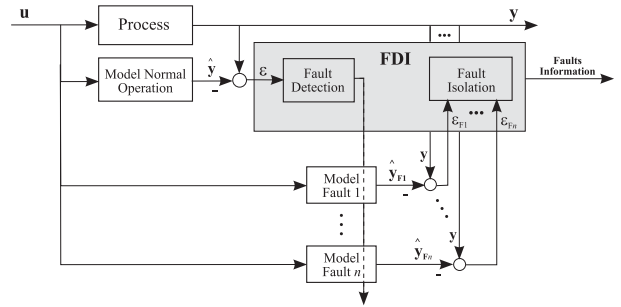 u
Process
y
...
Model Normal
Operation
ŷ
-
ε
FDI
Fault
Detection
Fault
Isolation
Faults
Information
εF1
...
εFn
y
Model
Fault 1
ŷF1
-
y
Model
Fault n
ŷFn
-